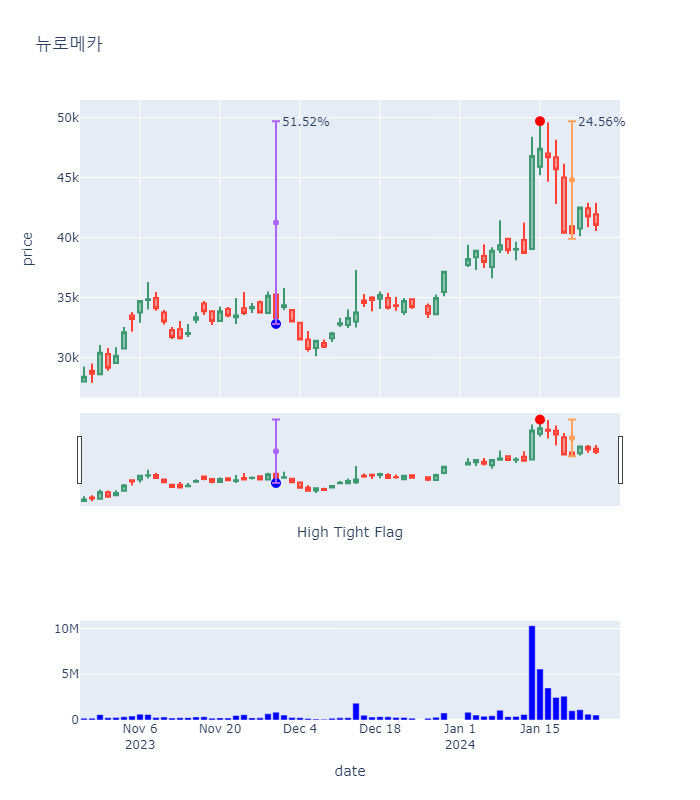 뉴로메카
50k
51.52%
24.56%
45k
40k
35k
30k
price
High Tight Flag
10M
5M
0
Nov 6
2023
Nov 20
Dec 4
Dec 18
Jan 1
2024
Jan 15
date